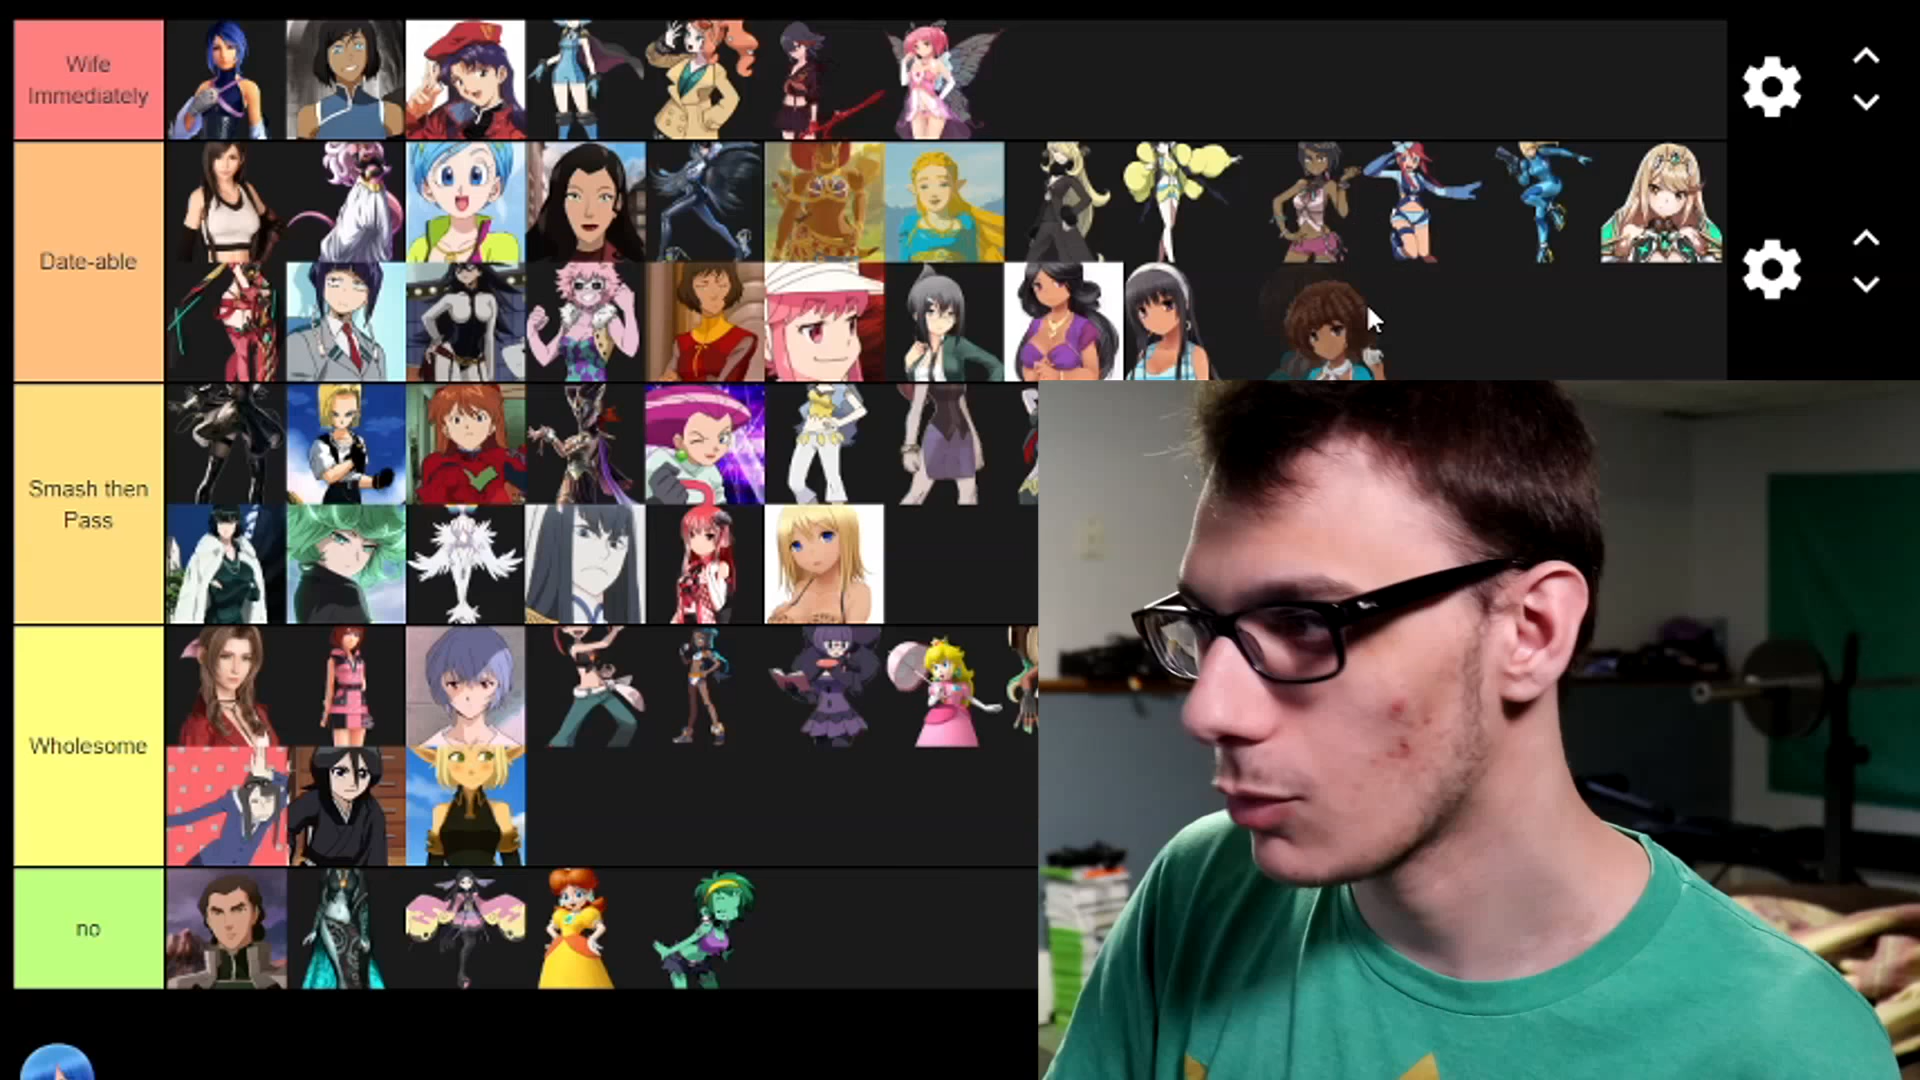 Wife
Immediately
Date-able
Smash then
Pass
Wholesome
no